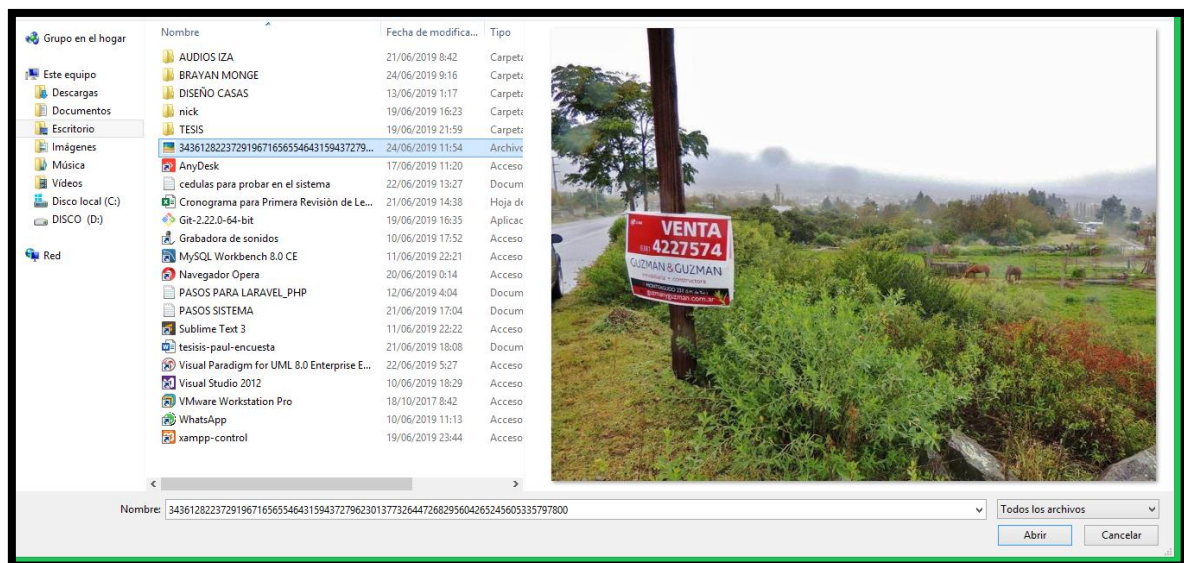 Nombre Fecha de modifica... Tipo
Grupo en el hogar
Este equipo
Descargas
Documentos
Escritorio
Imágenes
Música
Vídeos
Disco local (C:)
DISCO (D:)
Red
AUDIOS IZA 21/06/2019 8:42 Carpeta
BRAYAN MONGE 24/06/2019 9:16 Carpeta
DISEÑO CASAS 13/06/2019 1:17 Carpeta
nick 19/06/2019 16:23 Carpeta
TESIS 19/06/2019 21:59 Carpeta
34361282237291967165655464315943727​9... 24/06/2019 11:54 Archivo
AnyDesk 17/06/2019 11:20 Acceso
cedulas para probar en el sistema 22/06/2019 13:27 Docum
Cronograma para Primera Revisiòn de Le... 21/06/2019 14:38 Hoja de
Git-2.22.0-64-bit 19/06/2019 16:35 Aplicac
Grabadora de sonidos 10/06/2019 17:52 Acceso
MySQL Workbench 8.0 CE 11/06/2019 22:21 Acceso
Navegador Opera 20/06/2019 0:14 Acceso
PASOS PARA LARAVEL_PHP 12/06/2019 4:04 Docum
PASOS SISTEMA 21/06/2019 17:04 Docum
Sublime Text 3 11/06/2019 22:22 Acceso
tesisis-paul-encuesta 21/06/2019 18:08 Docum
Visual Paradigm for UML 8.0 Enterprise E... 22/06/2019 5:27 Acceso
Visual Studio 2012 10/06/2019 18:29 Acceso
VMware Workstation Pro 18/10/2017 8:42 Acceso
WhatsApp 10/06/2019 11:13 Acceso
xampp-control 19/06/2019 23:44 Acceso
VENTA
4227574
GUZMAN & GUZMAN
inmobiliaria + constructora
guzmanyguzman.com.ar
Nombre: 343612822372919671656554643159437279623013773264472682956042652456053357978​00
Todos los archivos
Abrir Cancelar